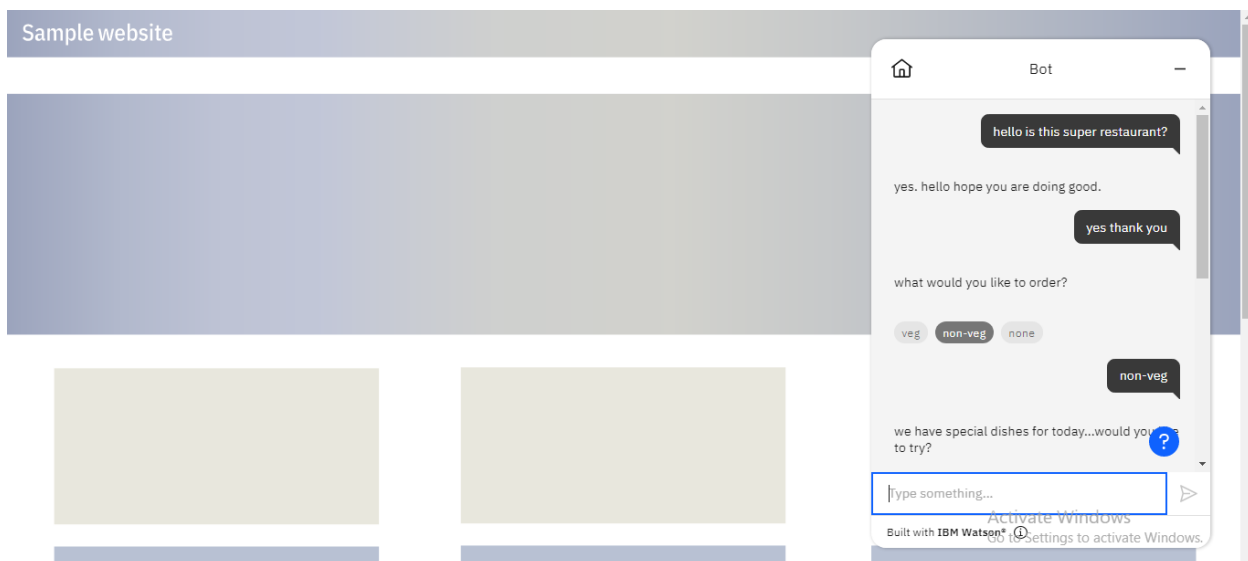 Sample website
Bot
hello is this super restaurant?
yes. hello hope you are doing good.
yes thank you
what would you like to order?
veg non-veg none
non-veg
we have special dishes for today...would you
to try?
?
Type something...
Activate Windows
Built with IBM Watson®
Go to Settings to activate Windows.